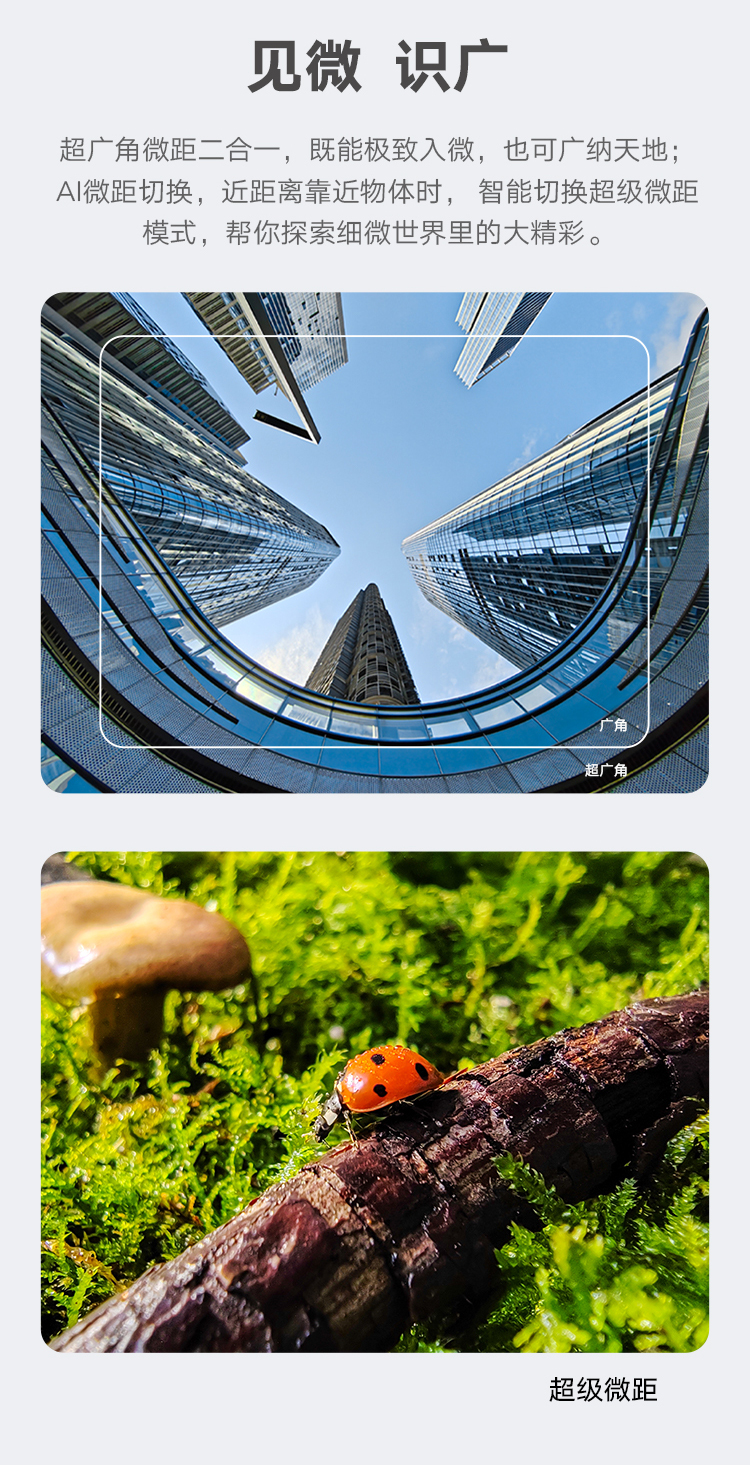 见微 识广
超广角微距二合一，既能极致入微，也可广纳天地；
AI微距切换，近距离靠近物体时， 智能切换超级微距
模式，帮你探索细微世界里的大精彩。
广角
超广角
超级微距